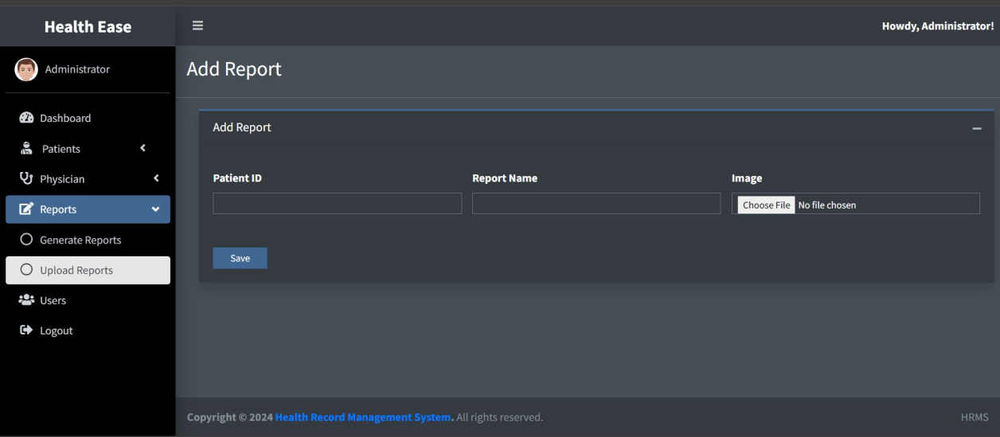 Health Ease
Howdy, Administrator!
Administrator
Dashboard
Patients
Physician
Reports
Generate Reports
Upload Reports
Users
Logout
Add Report
Add Report
Patient ID
Report Name
Image
Choose File No file chosen
Save
Copyright © 2024 Health Record Management System. All rights reserved.
HRMS